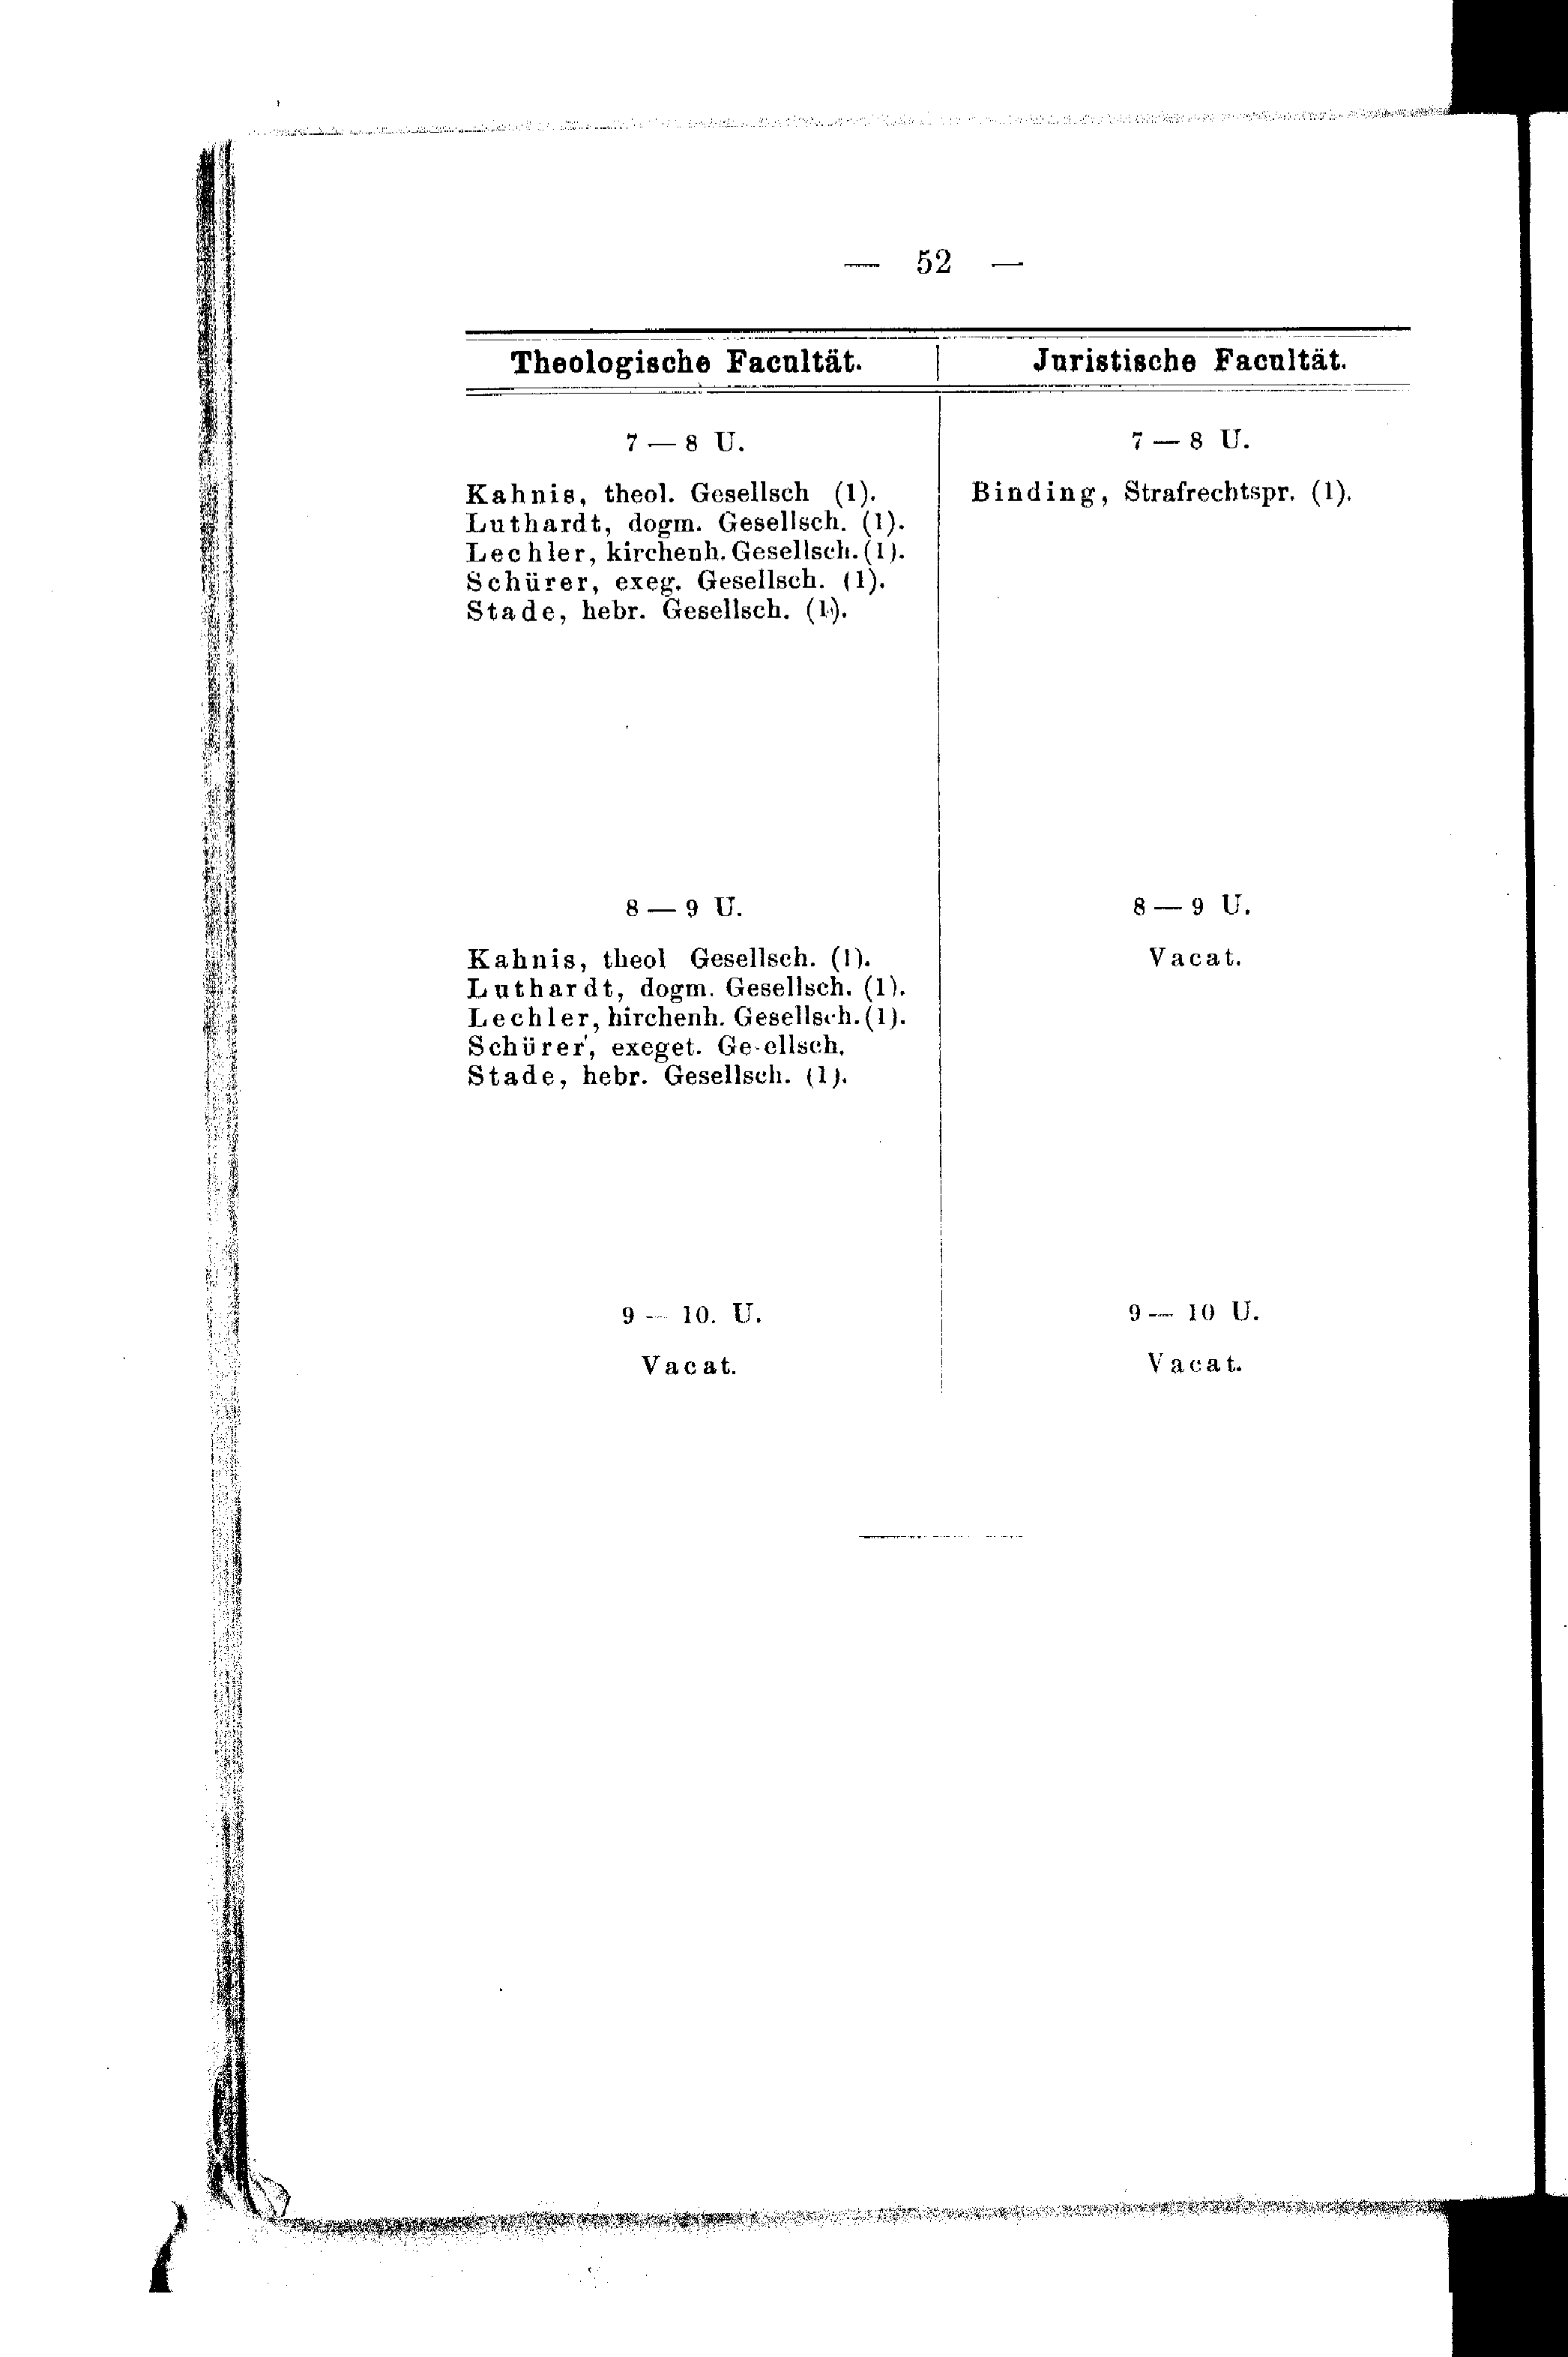 — 52 —
Theologische Facultät.
7 — 8 U.
Kahnis, theol. Gesellsch (1).
Luthardt, dogm. Gesellsch. (1).
Lechler, kirchenh. Gesellsch. (1).
Schürer, exeg. Gesellsch. (1).
Stade, hebr. Gesellsch. (1).
8 — 9 U.
Kahnis, theol Gesellsch. (1).
Luthardt, dogm. Gesellsch. (1).
Lechler, hirchenh. Gesellsch. (1).
Schürer, exeget. Gesellsch.
Stade, hebr. Gesellsch. (1).
9 — 10. U.
Vacat.
Juristische Facultät.
7 — 8 U.
Binding, Strafrechtspr. (1).
8 — 9 U.
Vacat.
9 — 10 U.
Vacat.